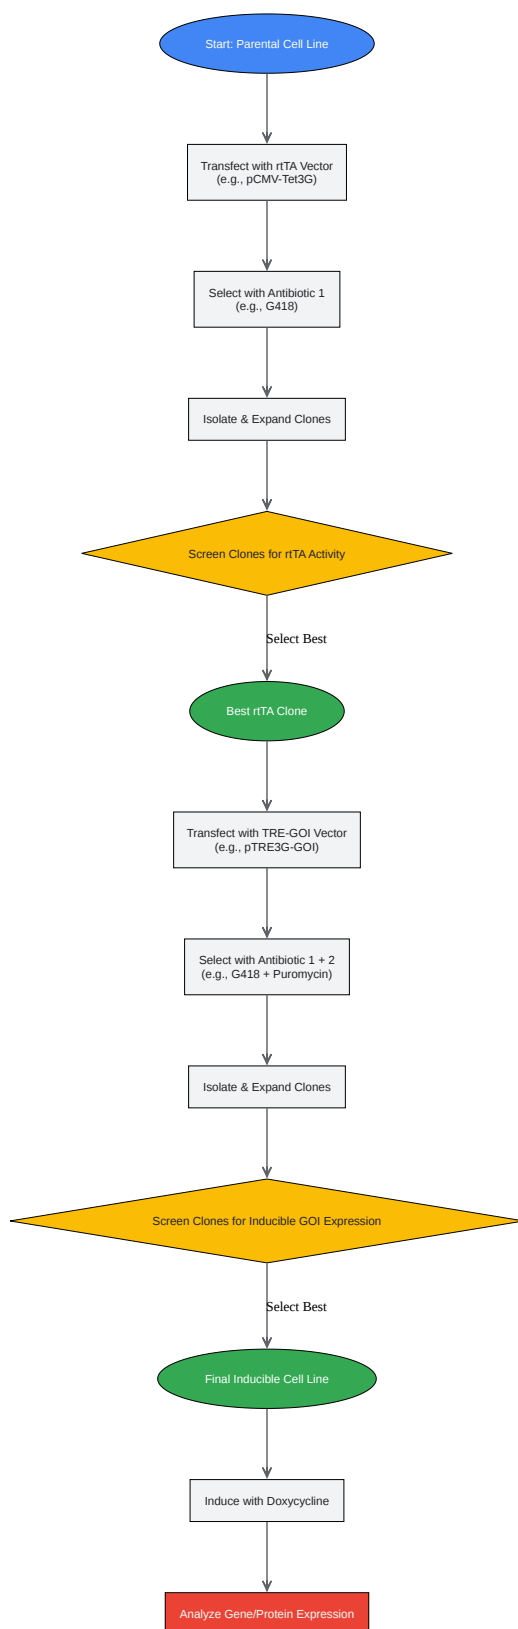 Start: Parental Cell Line
Transfect with rtTA Vector
(e.g., pCMV-Tet3G)
Select with Antibiotic 1
(e.g., G418)
Isolate & Expand Clones
Screen Clones for rtTA Activity
Select Best
Best rtTA Clone
Transfect with TRE-GOI Vector
(e.g., pTRE3G-GOI)
Select with Antibiotic 1 + 2
(e.g., G418 + Puromycin)
Isolate & Expand Clones
Screen Clones for Inducible GOI Expression
Select Best
Final Inducible Cell Line
Induce with Doxycycline
Analyze Gene/Protein Expression